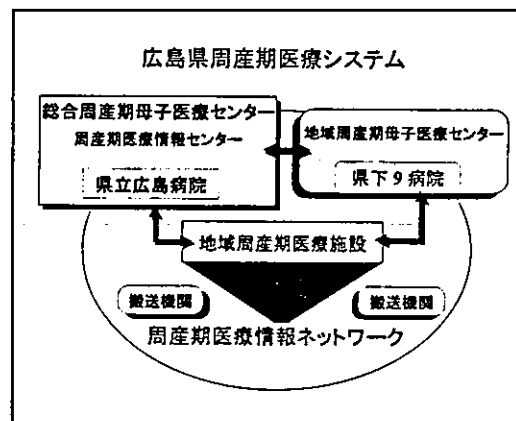 広島県周産期医療システム
総合周産期母子医療センター
周産期医療情報センター
県立広島病院
地域周産期母子医療センター
県下9病院
地域周産期医療施設
搬送機関
搬送機関
周産期医療情報ネットワーク